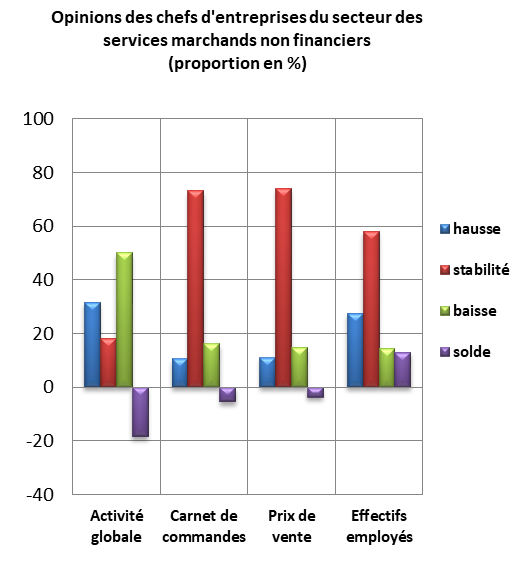 Opinions des chefs d'entreprises du secteur des
services marchands non financiers
(proportion en %)
100
80
60
40
20
0
-20
-40
hausse
stabilité
baisse
solde
Activité
globale
Carnet de
commandes
Prix de
vente
Effectifs
employés